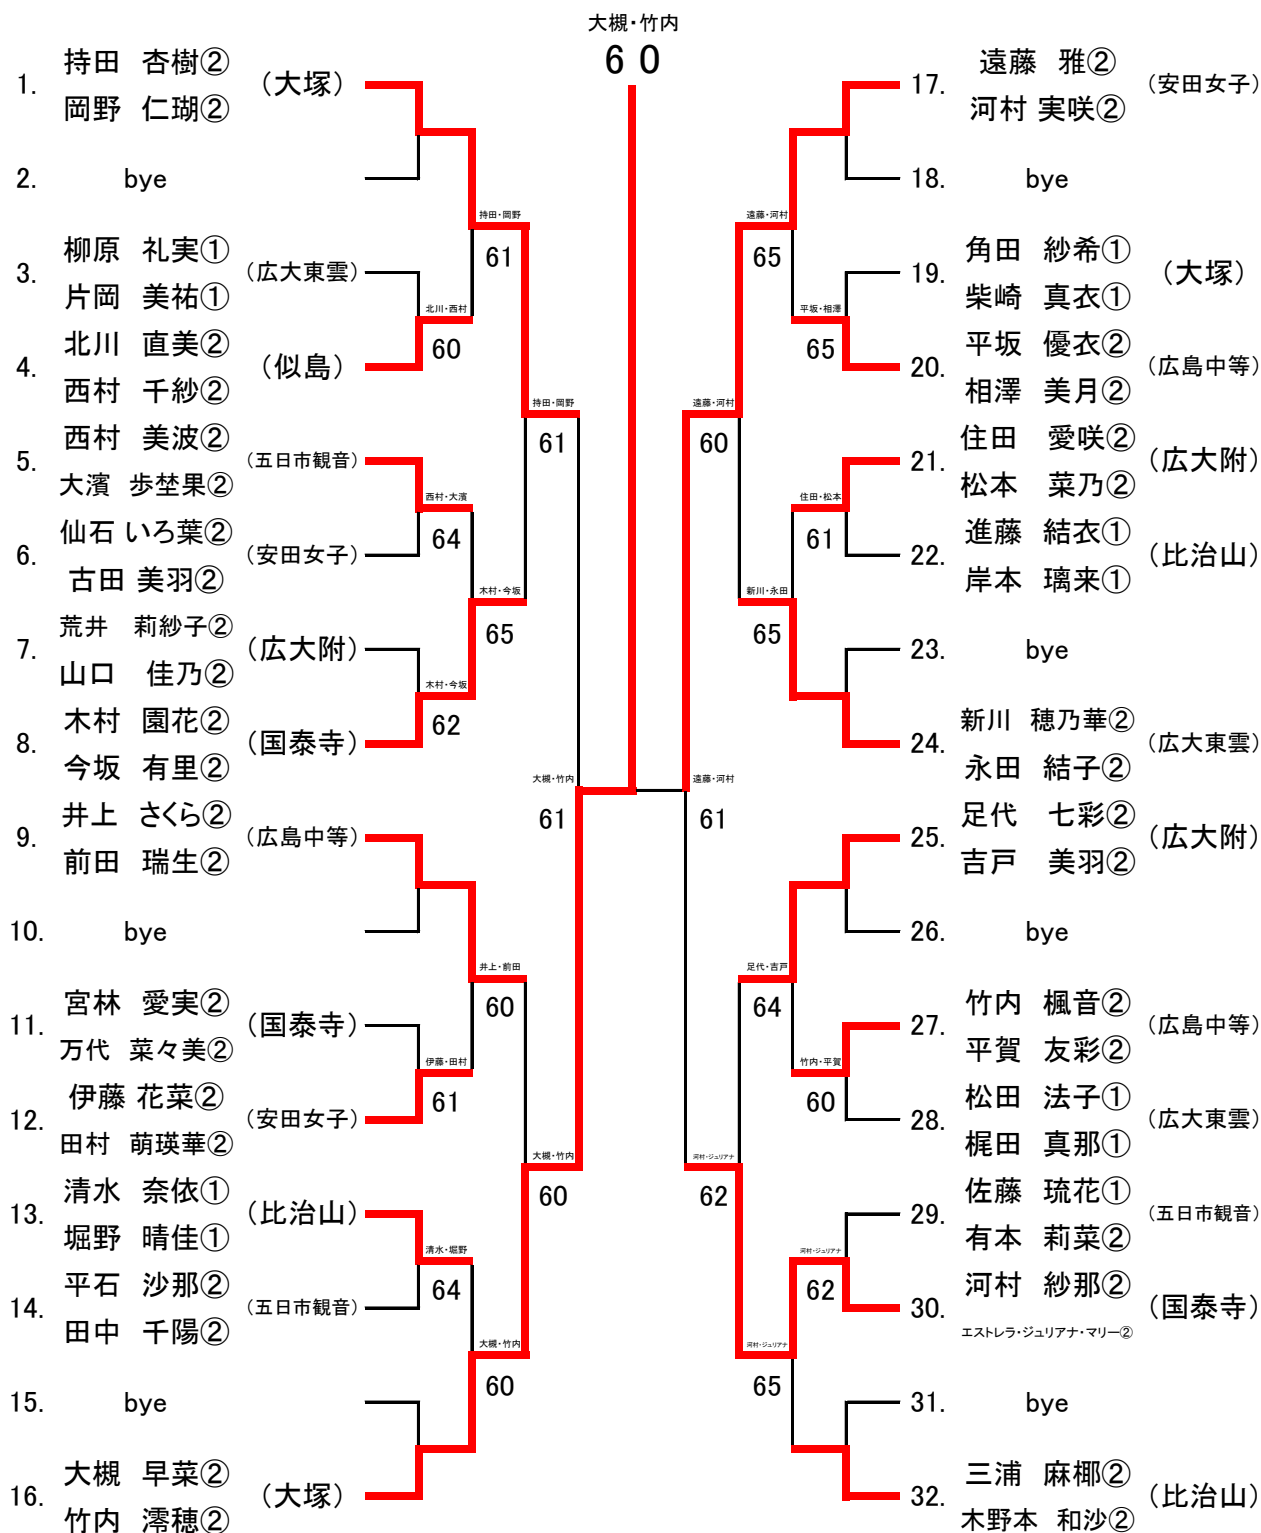 大槻・竹内
6 0
1.
持田 杏樹②
岡野 仁瑚②
(大塚)
2.
bye
3.
柳原 礼実①
片岡 美祐①
(広大東雲)
4.
北川 直美②
西村 千紗②
(似島)
5.
西村 美波②
大濱 歩埜果②
(五日市観音)
6.
仙石 いろ葉②
古田 美羽②
(安田女子)
7.
荒井 莉紗子②
山口 佳乃②
(広大附)
8.
木村 園花②
今坂 有里②
(国泰寺)
9.
井上 さくら②
前田 瑞生②
(広島中等)
10.
bye
11.
宮林 愛実②
万代 菜々美②
(国泰寺)
12.
伊藤 花菜②
田村 萌瑛華②
(安田女子)
13.
清水 奈依①
堀野 晴佳①
(比治山)
14.
平石 沙那②
田中 千陽②
(五日市観音)
15.
bye
16.
大槻 早菜②
竹内 澪穂②
(大塚)
北川・西村
60
西村・大濱
64
木村・今坂
62
伊藤・田村
61
清水・堀野
64
持田・岡野
61
木村・今坂
65
井上・前田
60
大槻・竹内
60
持田・岡野
61
大槻・竹内
60
大槻・竹内
61
遠藤・河村
61
遠藤・河村
60
河村・ジュリアナ
62
遠藤・河村
65
新川・永田
65
足代・吉戸
64
河村・ジュリアナ
65
平坂・相澤
65
住田・松本
61
竹内・平賀
60
河村・ジュリアナ
62
17.
遠藤 雅②
河村 実咲②
(安田女子)
18.
bye
19.
角田 紗希①
柴崎 真衣①
(大塚)
20.
平坂 優衣②
相澤 美月②
(広島中等)
21.
住田 愛咲②
松本 菜乃②
(広大附)
22.
進藤 結衣①
岸本 璃来①
(比治山)
23.
bye
24.
新川 穂乃華②
永田 結子②
(広大東雲)
25.
足代 七彩②
吉戸 美羽②
(広大附)
26.
bye
27.
竹内 楓音②
平賀 友彩②
(広島中等)
28.
松田 法子①
梶田 真那①
(広大東雲)
29.
佐藤 琉花①
有本 莉菜②
(五日市観音)
30.
河村 紗那②
エストレラ・ジュリアナ・マリー②
(国泰寺)
31.
bye
32.
三浦 麻椰②
木野本 和沙②
(比治山)